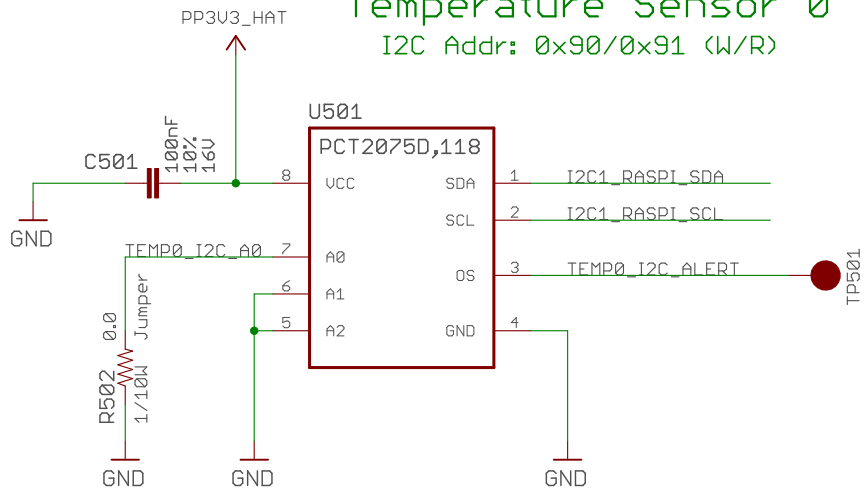 Temperature Sensor 0
I2C Addr: 0x90/0x91 (W/R)
PP3V3_HAT
U501
PCT2075D,118
C501
100nF
10%
16V
GND
8
VCC
SDA
1
I2C1_RASPI_SDA
SCL
2
I2C1_RASPI_SCL
TEMP0_I2C_A0
7
A0
OS
3
TEMP0_I2C_ALERT
TP501
6
A1
5
A2
GND
4
R502
0.0
Jumper
1/10W
GND
GND
GND